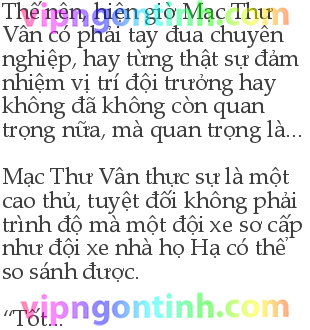 vipngontinh.com
Thế nên, hiện giờ Mạc Thư
Vân có phải tay đua chuyên
nghiệp, hay từng thật sự đảm
nhiệm vị trí đội trưởng hay
không đã không còn quan
trọng nữa, mà quan trọng là...
Mạc Thư Vân thực sự là một
cao thủ, tuyệt đối không phải
trình độ mà một đội xe sơ cấp
như đội xe nhà họ Hạ có thể
so sánh được.
vipngontinh.com
“Tốt...